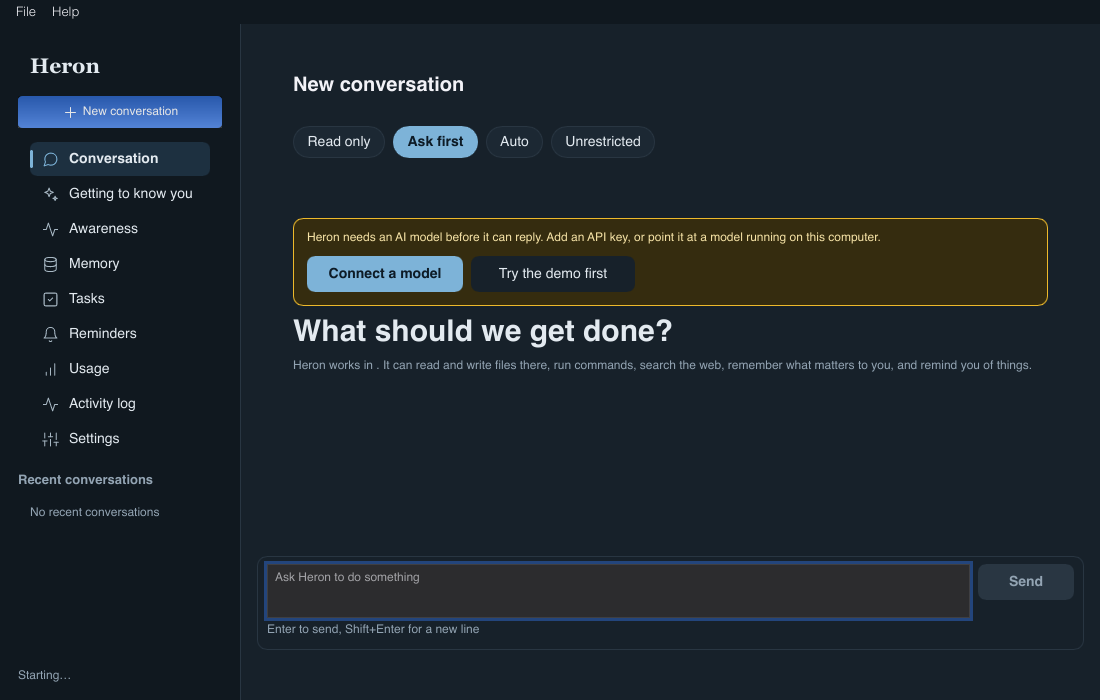 File Help
Heron
New conversation
Conversation
Getting to know you
Awareness
Memory
Tasks
Reminders
Usage
Activity log
Settings
Recent conversations
No recent conversations
Starting…
New conversation
Read only Ask first Auto Unrestricted
Heron needs an AI model before it can reply. Add an API key, or point it at a model running on this computer.
Connect a model Try the demo first
What should we get done?
Heron works in . It can read and write files there, run commands, search the web, remember what matters to you, and remind you of things.
Ask Heron to do something
Send
Enter to send, Shift+Enter for a new line